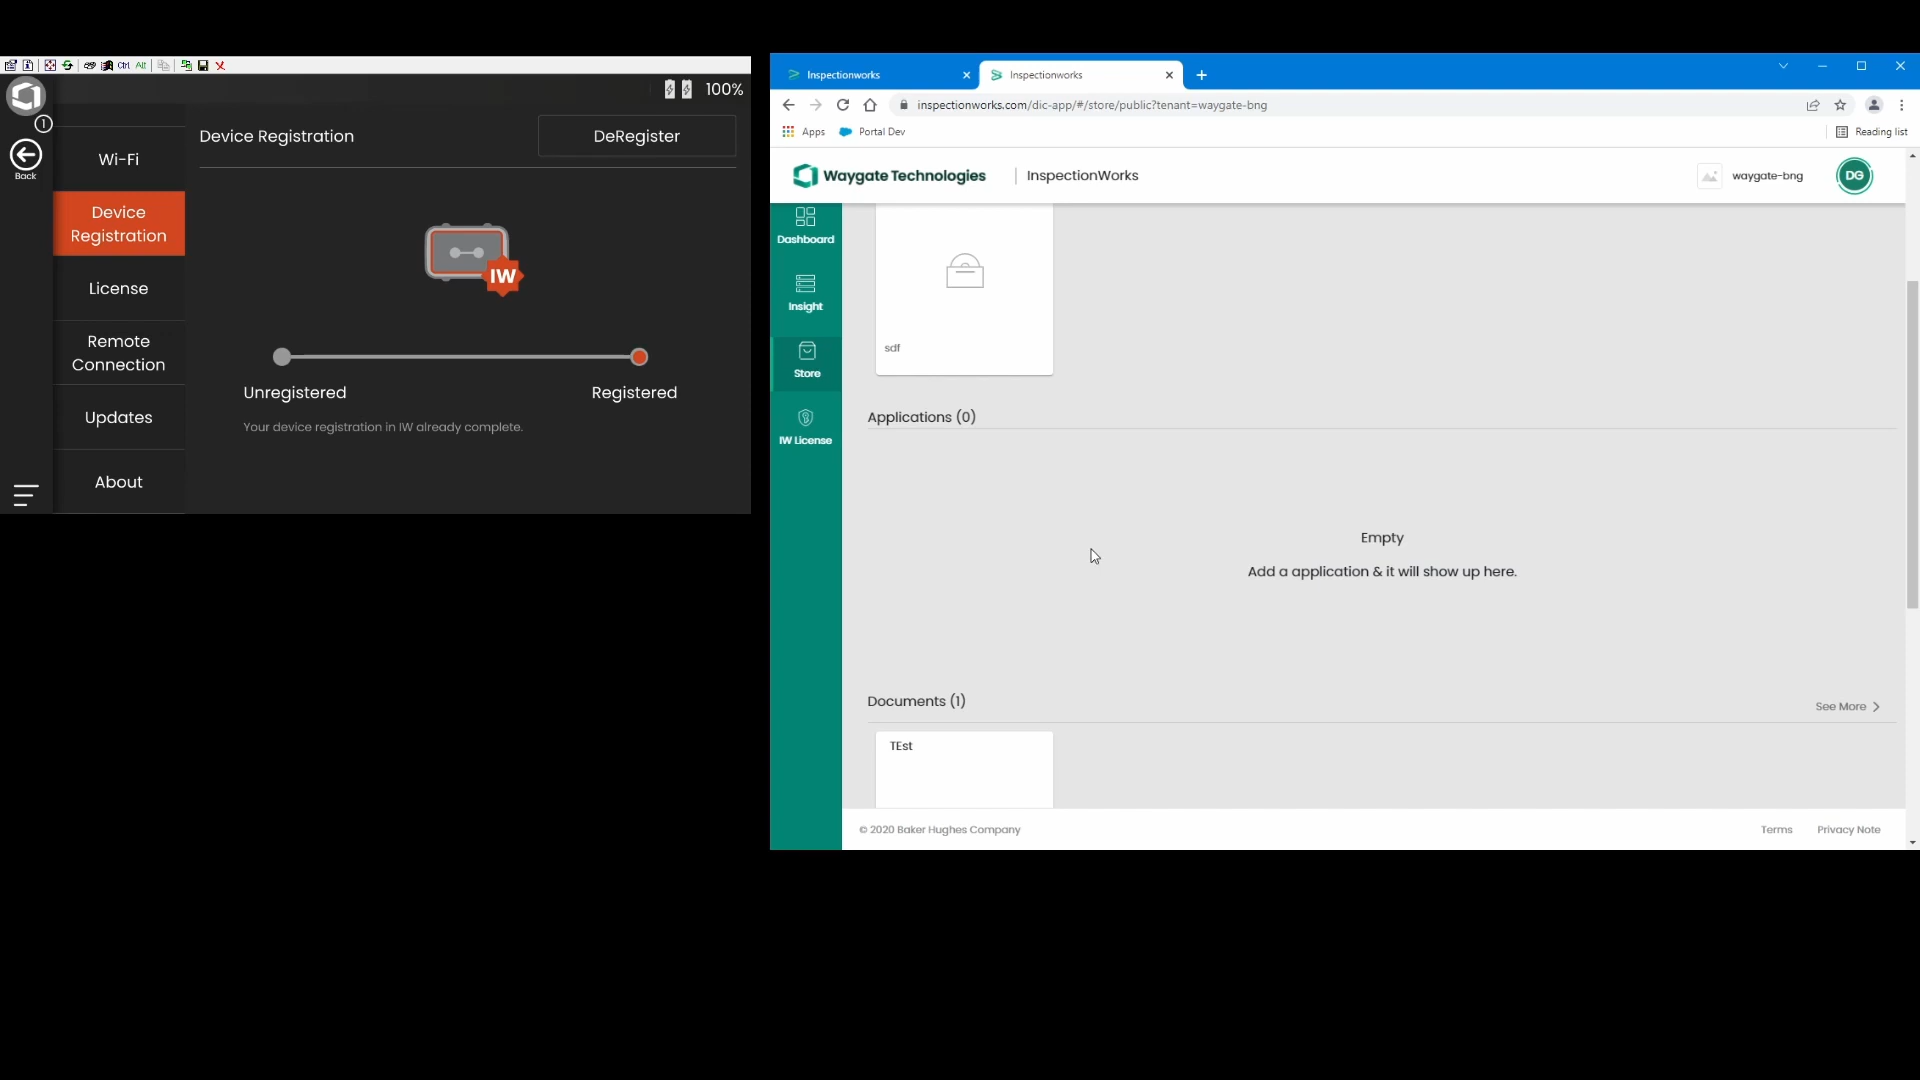 Ctrl Alt
100%
1
Back
Wi-Fi
Device
Registration
License
Remote
Connection
Updates
About
Device Registration
DeRegister
IW
Unregistered
Registered
Your device registration in IW already complete.
Inspectionworks
Inspectionworks
inspectionworks.com/dic-app/#/store/public?tenant=waygate-bng
Apps
Portal Dev
Reading list
Waygate Technologies
InspectionWorks
waygate-bng
DG
Dashboard
Insight
Store
IW License
sdf
Applications (0)
Empty
Add a application & it will show up here.
Documents (1)
See More
TEst
© 2020 Baker Hughes Company
Terms
Privacy Note